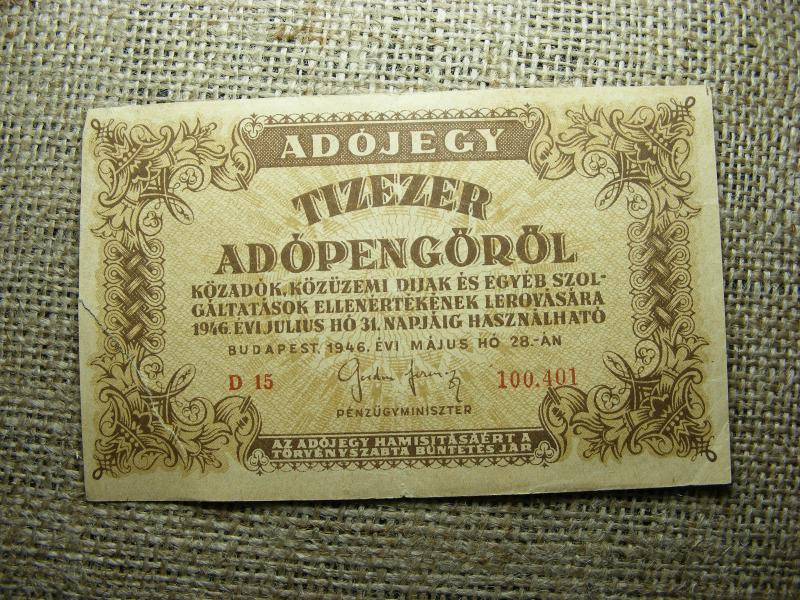 ADÓJEGY
TIZEZER
ADÓPENGŐRŐL
KÖZADÓK, KÖZÜZEMI DIJAK ÉS EGYÉB SZOL-
GÁLTATÁSOK ELLENÉRTÉKÉNEK LEROVÁSÁRA
1946. ÉVI JULIUS HÓ 31. NAPJÁIG HASZNÁLHATÓ
BUDAPEST, 1946. ÉVI MÁJUS HÓ 28.-ÁN
D 15 100.401
PÉNZÜGYMINISZTER
AZ ADÓJEGY HAMISITÁSÁÉRT A
TÖRVÉNYSZABTA BÜNTETÉS JÁR